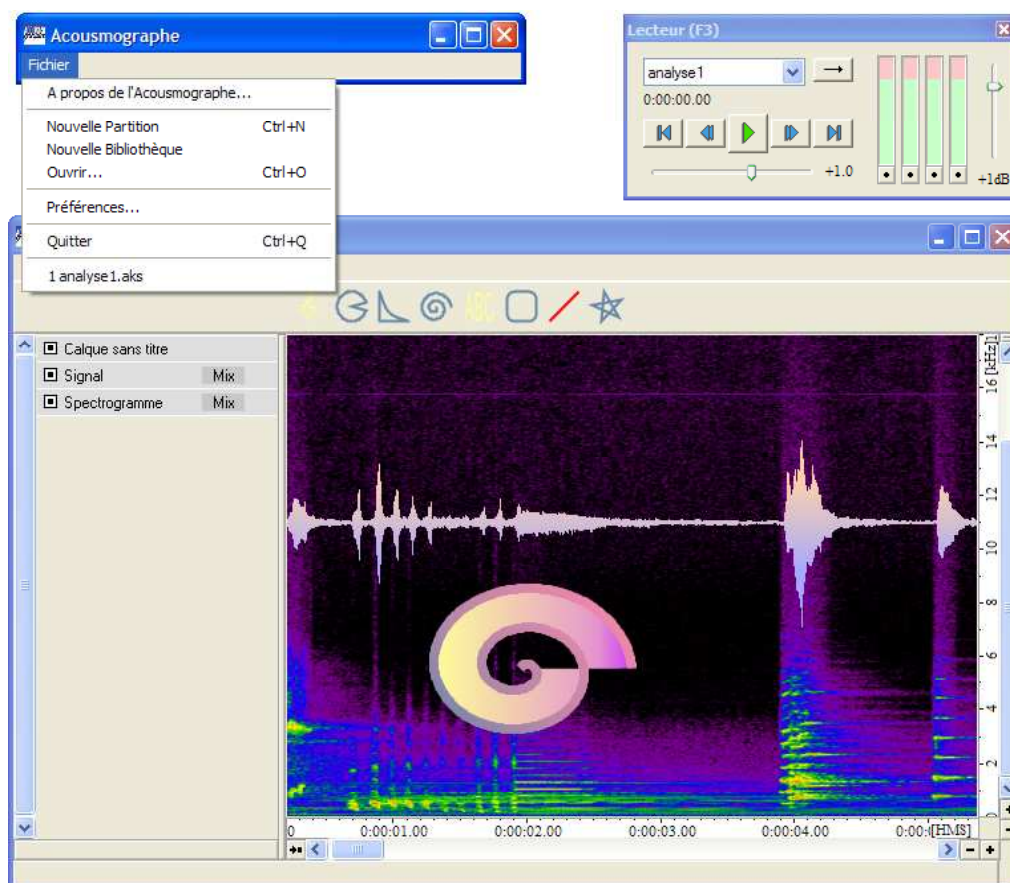 Acousmographe
Fichier
A propos de l'Acousmographe...
Nouvelle Partition Ctrl+N
Nouvelle Bibliothèque
Ouvrir... Ctrl+O
Préférences...
Quitter Ctrl+Q
1 analyse1.aks
Lecteur (F3)
analyse1
0:00:00.00
+1.0
+1dB
ABC
Calque sans titre
Signal Mix
Spectrogramme Mix
[kHz]
16
14
12
10
8
6
4
2
0
0 0:00:01.00 0:00:02.00 0:00:03.00 0:00:04.00 0:00: [HMS]